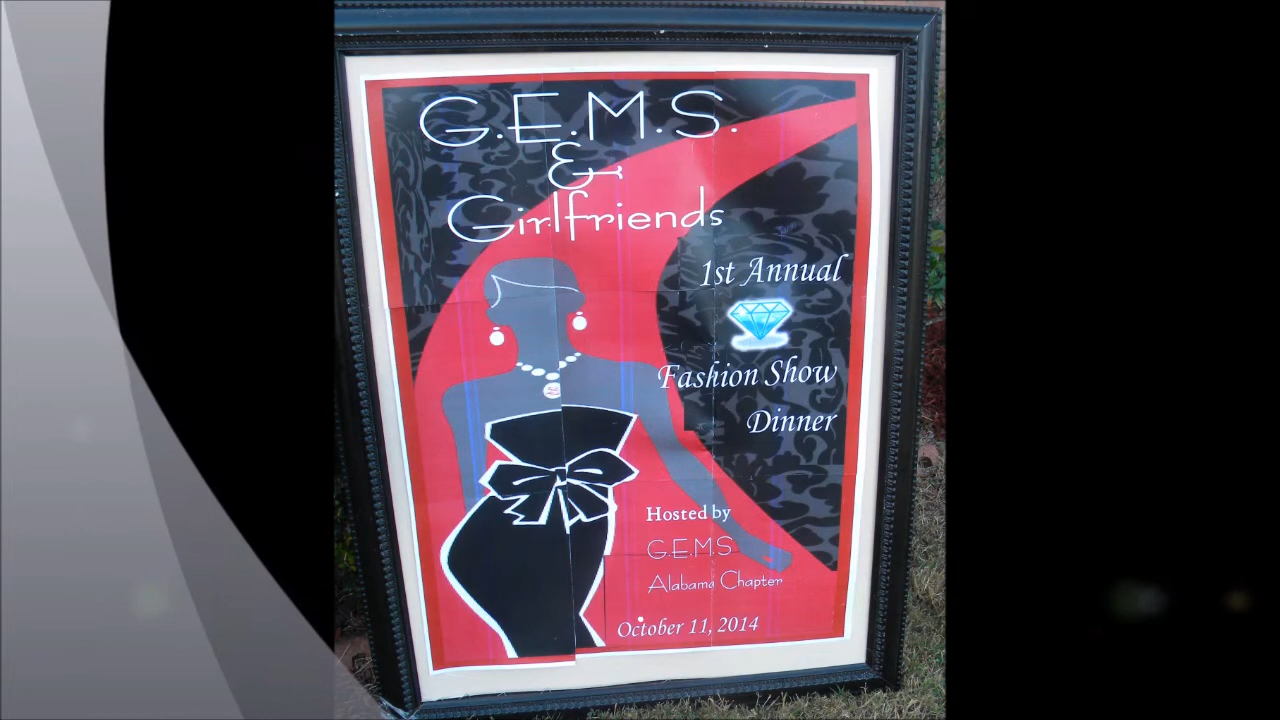 G.E.M.S.
&
Girlfriends
1st Annual
Fashion Show
Dinner
Hosted by
G.E.M.S
Alabama Chapter
October 11, 2014